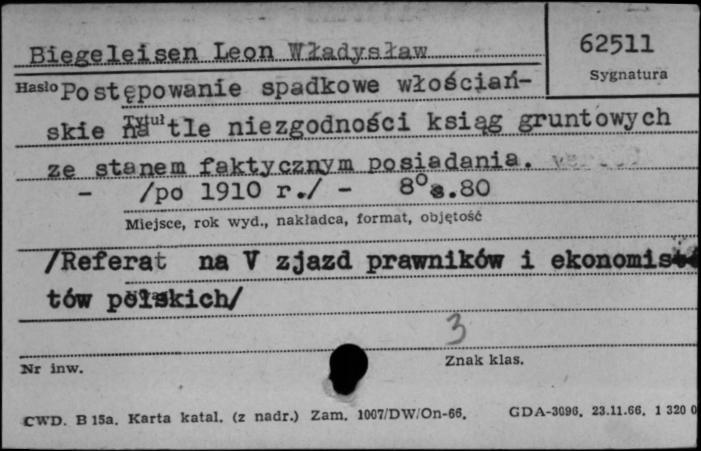 Biegeleisen Leon Władysław
62511
Sygnatura
Hasło Postępowanie spadkowe włościań-
Tytuł
skie na tle niezgodności ksiąg gruntowych
ze stanem faktycznym posiadania.
- /po 1910 r./ - 8° s.80
Miejsce, rok wyd., nakładca, format, objętość
/Referat na V zjazd prawników i ekonomis
tów polskich/
3
Nr inw.
Znak klas.
CWD. B 15a. Karta katal. (z nadr.) Zam. 1007/DW/On-66. GDA-3096. 23.11.66. 1 320 0